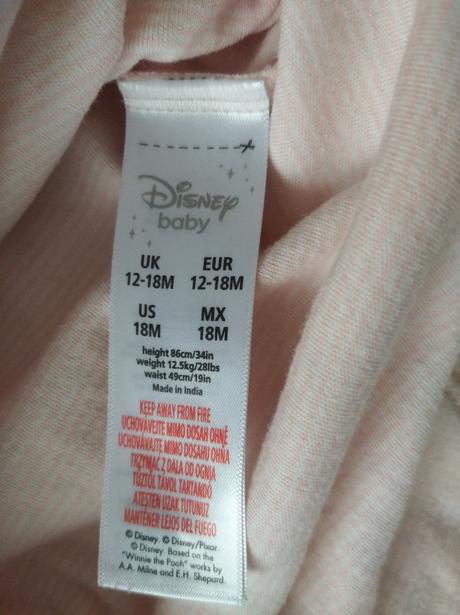 Disney
baby
UK EUR
12-18M 12-18M
US MX
18M 18M
height 86cm/34in
weight 12.5kg/28lbs
waist 49cm/19in
Made in India
KEEP AWAY FROM FIRE
UCHOVÁVEJTE MIMO DOSAH OHNĚ
UCHOVÁVAJTE MIMO DOSAHU OHŇA
TRZYMAĆ Z DALA OD OGNIA
TŰZTŐL TÁVOL TARTANDÓ
ATEŞTEN UZAK TUTUNUZ
MANTENER LEJOS DEL FUEGO
© Disney. © Disney/Pixar.
© Disney. Based on the
"Winnie the Pooh" works by
A.A. Milne and E.H. Shepard.